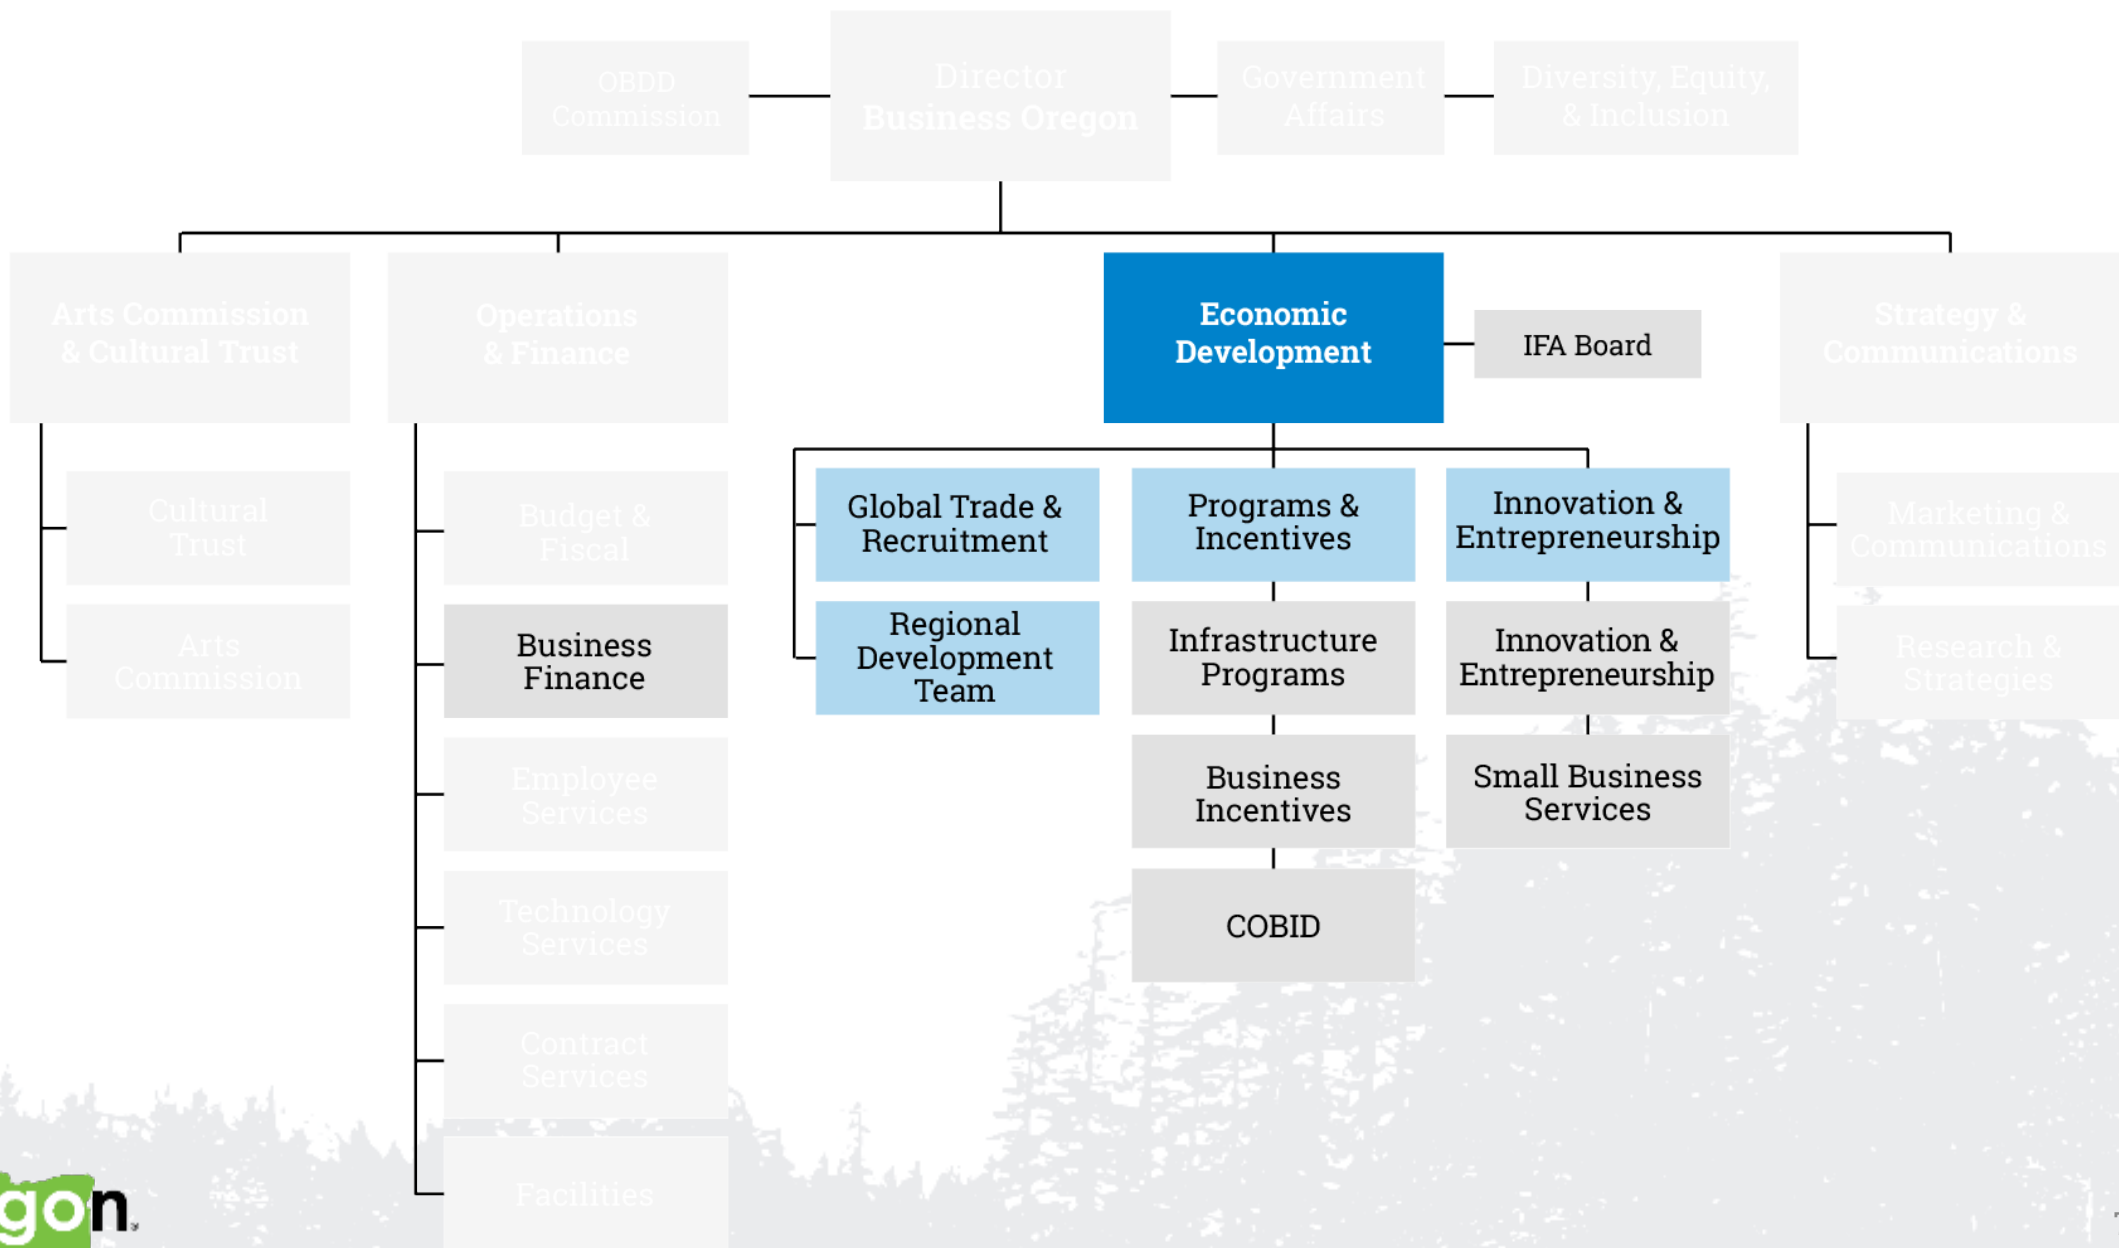 OBDD
Commission
Director
Business Oregon
Government
Affairs
Diversity, Equity,
& Inclusion
Arts Commission
& Cultural Trust
Operations
& Finance
Economic
Development
IFA Board
Strategy &
Communications
Cultural
Trust
Arts
Commission
Budget &
Fiscal
Business
Finance
Employee
Services
Technology
Services
Contract
Services
Facilities
Global Trade &
Recruitment
Regional
Development
Team
Programs &
Incentives
Infrastructure
Programs
Business
Incentives
COBID
Innovation &
Entrepreneurship
Innovation &
Entrepreneurship
Small Business
Services
Marketing &
Communications
Research &
Strategies
gon